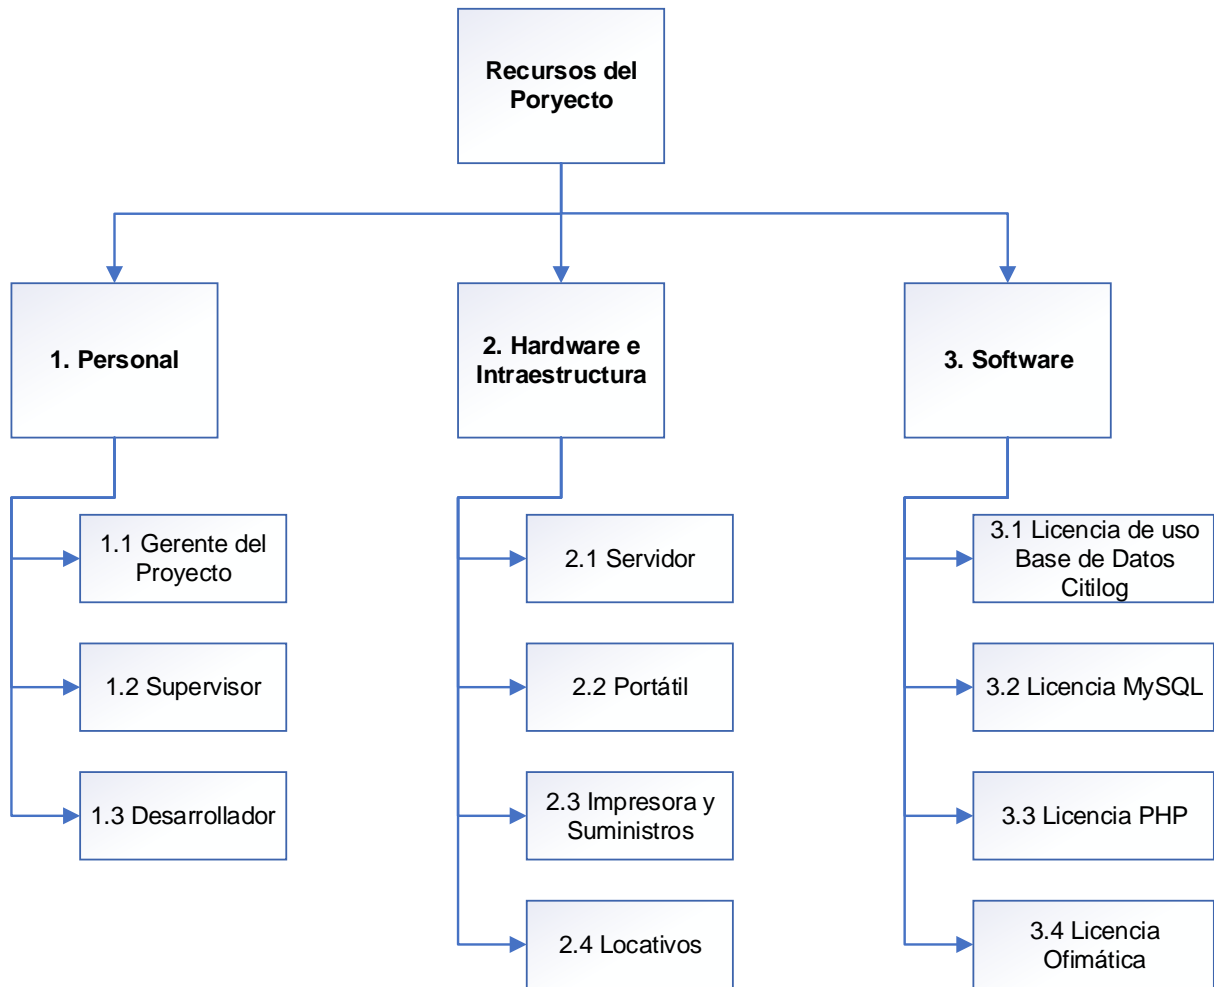 Recursos del
Poryecto
1. Personal
2. Hardware e
Intraestructura
3. Software
1.1 Gerente del
Proyecto
1.2 Supervisor
1.3 Desarrollador
2.1 Servidor
2.2 Portátil
2.3 Impresora y
Suministros
2.4 Locativos
3.1 Licencia de uso
Base de Datos
Citilog
3.2 Licencia MySQL
3.3 Licencia PHP
3.4 Licencia
Ofimática